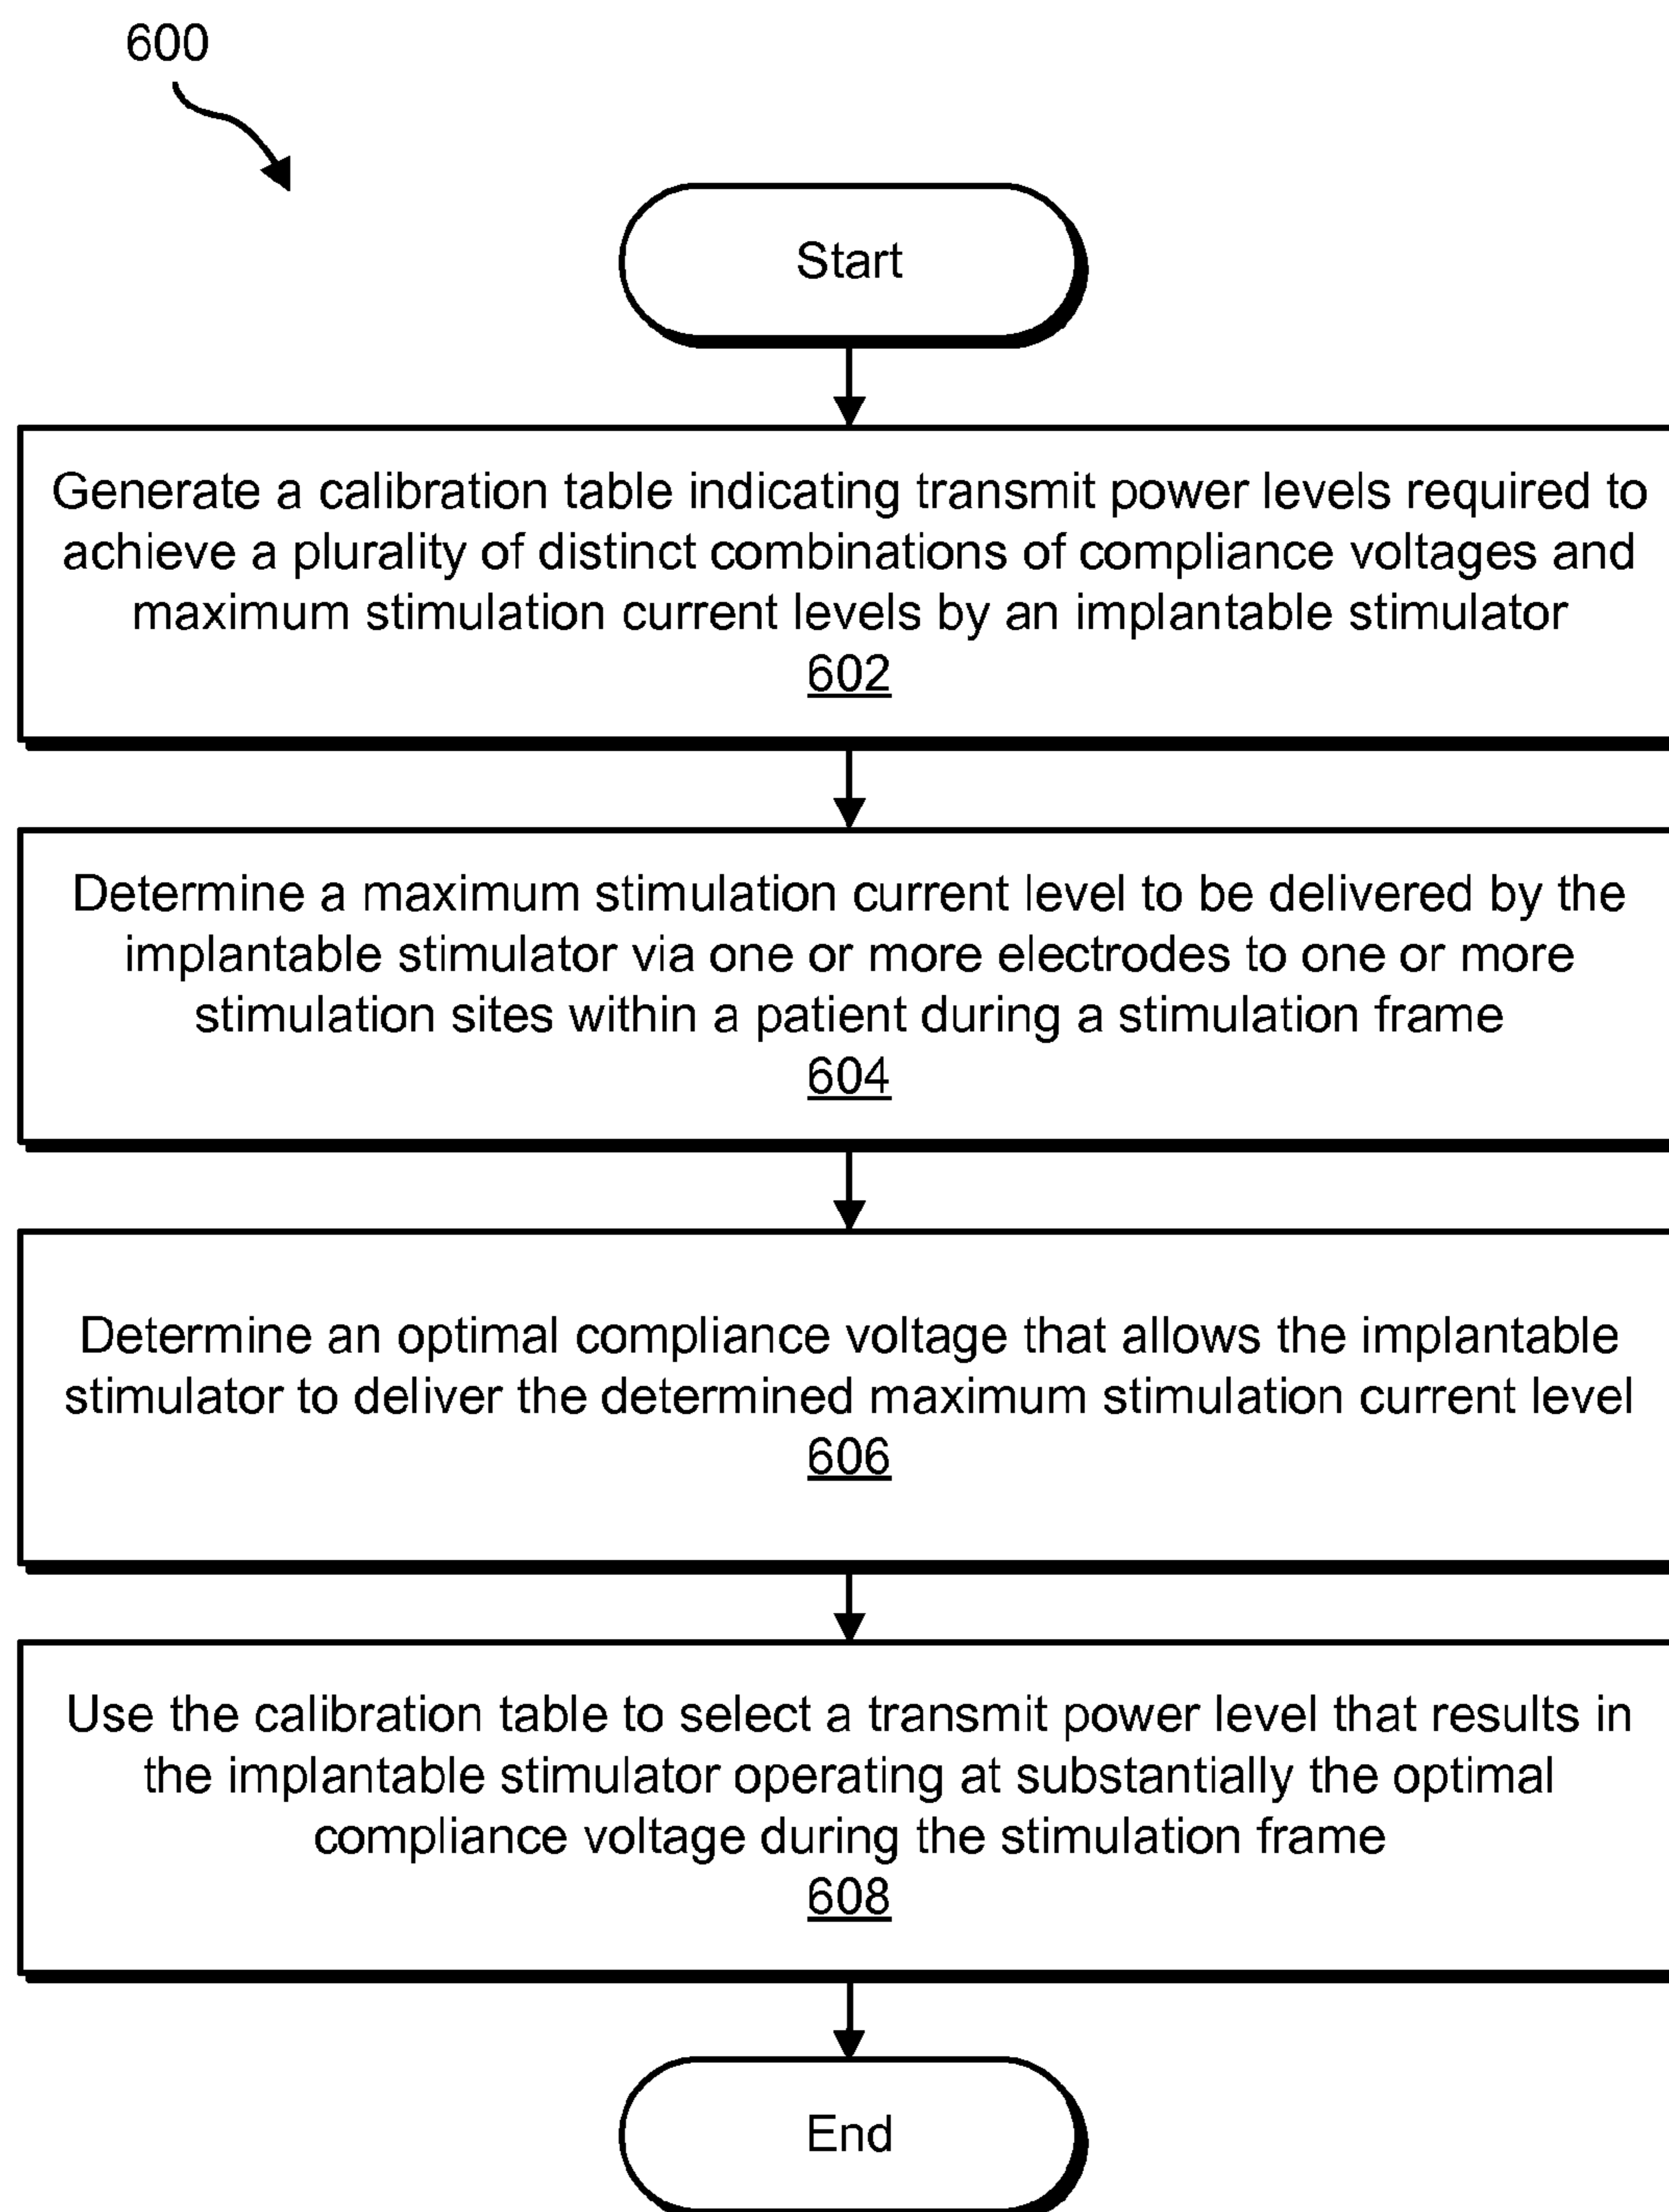 600
Start
Generate a calibration table indicating transmit power levels required to
achieve a plurality of distinct combinations of compliance voltages and
maximum stimulation current levels by an implantable stimulator
602
Determine a maximum stimulation current level to be delivered by the
implantable stimulator via one or more electrodes to one or more
stimulation sites within a patient during a stimulation frame
604
Determine an optimal compliance voltage that allows the implantable
stimulator to deliver the determined maximum stimulation current level
606
Use the calibration table to select a transmit power level that results in
the implantable stimulator operating at substantially the optimal
compliance voltage during the stimulation frame
608
End